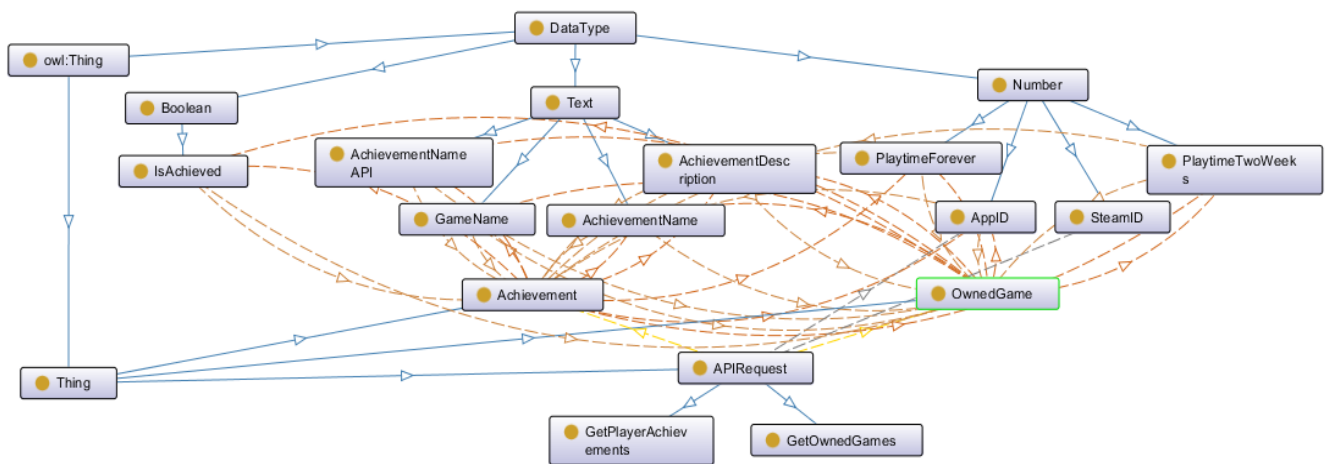 DataType
owl:Thing
Number
Boolean
Text
AchievementName
API
AchievementDesc
ription
PlaytimeForever
PlaytimeTwoWeek
s
IsAchieved
GameName
AchievementName
AppID
SteamID
Achievement
OwnedGame
Thing
APIRequest
GetPlayerAchiev
ements
GetOwnedGames